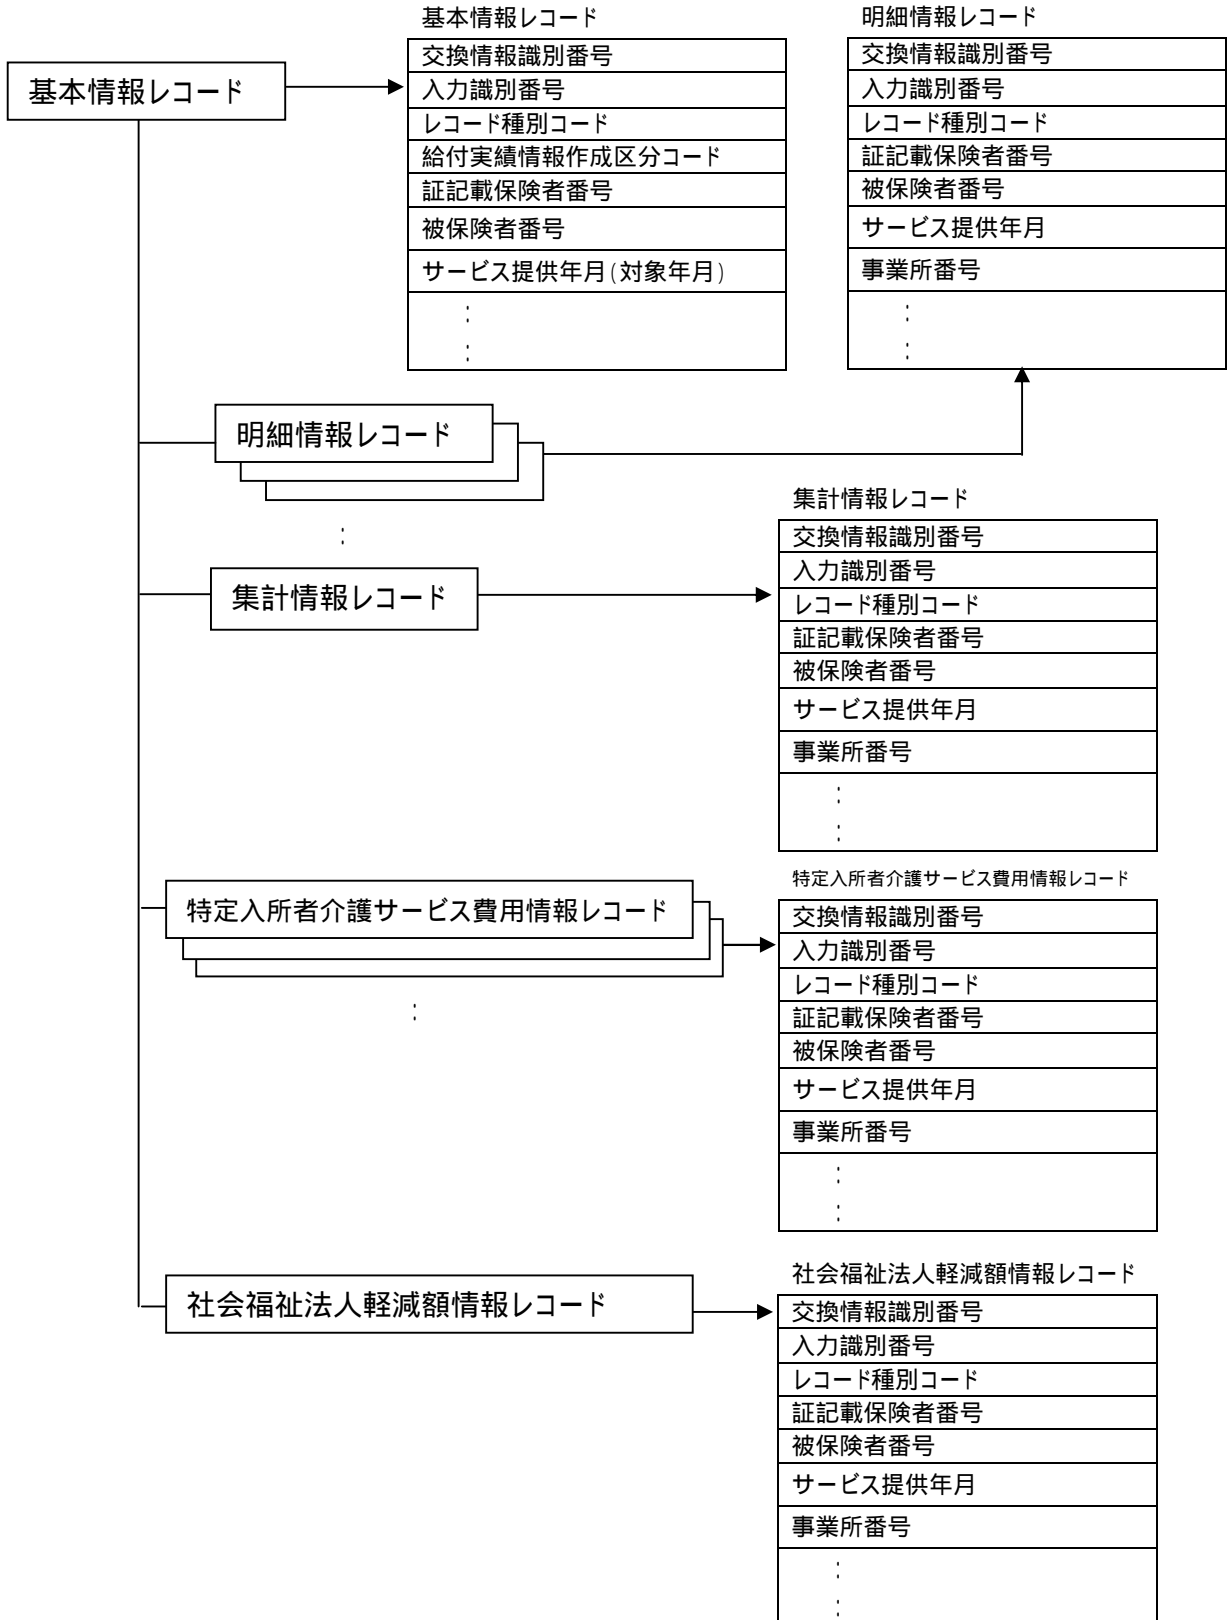 基本情報レコード
基本情報レコード
交換情報識別番号
入力識別番号
レコード種別コード
給付実績情報作成区分コード
証記載保険者番号
被保険者番号
サービス提供年月(対象年月)
:
:
明細情報レコード
交換情報識別番号
入力識別番号
レコード種別コード
証記載保険者番号
被保険者番号
サービス提供年月
事業所番号
:
:
明細情報レコード
:
集計情報レコード
集計情報レコード
交換情報識別番号
入力識別番号
レコード種別コード
証記載保険者番号
被保険者番号
サービス提供年月
事業所番号
:
:
特定入所者介護サービス費用情報レコード
:
特定入所者介護サービス費用情報レコード
交換情報識別番号
入力識別番号
レコード種別コード
証記載保険者番号
被保険者番号
サービス提供年月
事業所番号
:
:
社会福祉法人軽減額情報レコード
社会福祉法人軽減額情報レコード
交換情報識別番号
入力識別番号
レコード種別コード
証記載保険者番号
被保険者番号
サービス提供年月
事業所番号
:
: